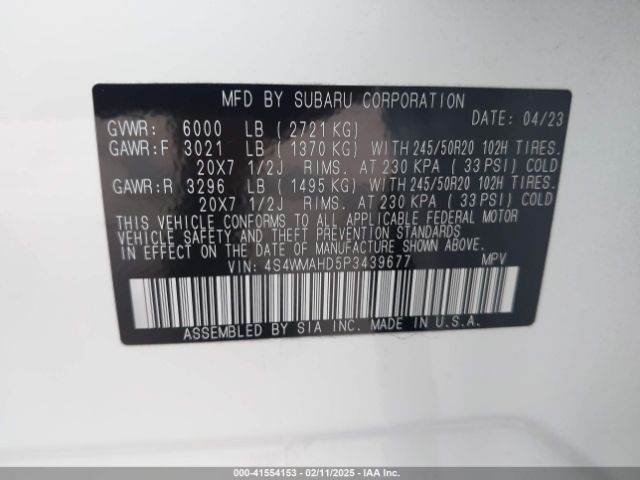 MFD BY SUBARU CORPORATION
DATE: 04/23
GVWR: 6000 LB ( 2721 KG)
GAWR:F 3021 LB ( 1370 KG) WITH 245/50R20 102H TIRES.
20X7 1/2J RIMS. AT 230 KPA ( 33 PSI) COLD
GAWR:R 3296 LB ( 1495 KG) WITH 245/50R20 102H TIRES.
20X7 1/2J RIMS. AT 230 KPA ( 33 PSI) COLD
THIS VEHICLE CONFORMS TO ALL APPLICABLE FEDERAL MOTOR
VEHICLE SAFETY AND THEFT PREVENTION STANDARDS
IN EFFECT ON THE DATE OF MANUFACTURE SHOWN ABOVE.
VIN: 4S4WMAHD5P3439677 MPV
ASSEMBLED BY SIA INC. MADE IN U.S.A.
000-41554153 - 02/11/2025 - IAAI.COM